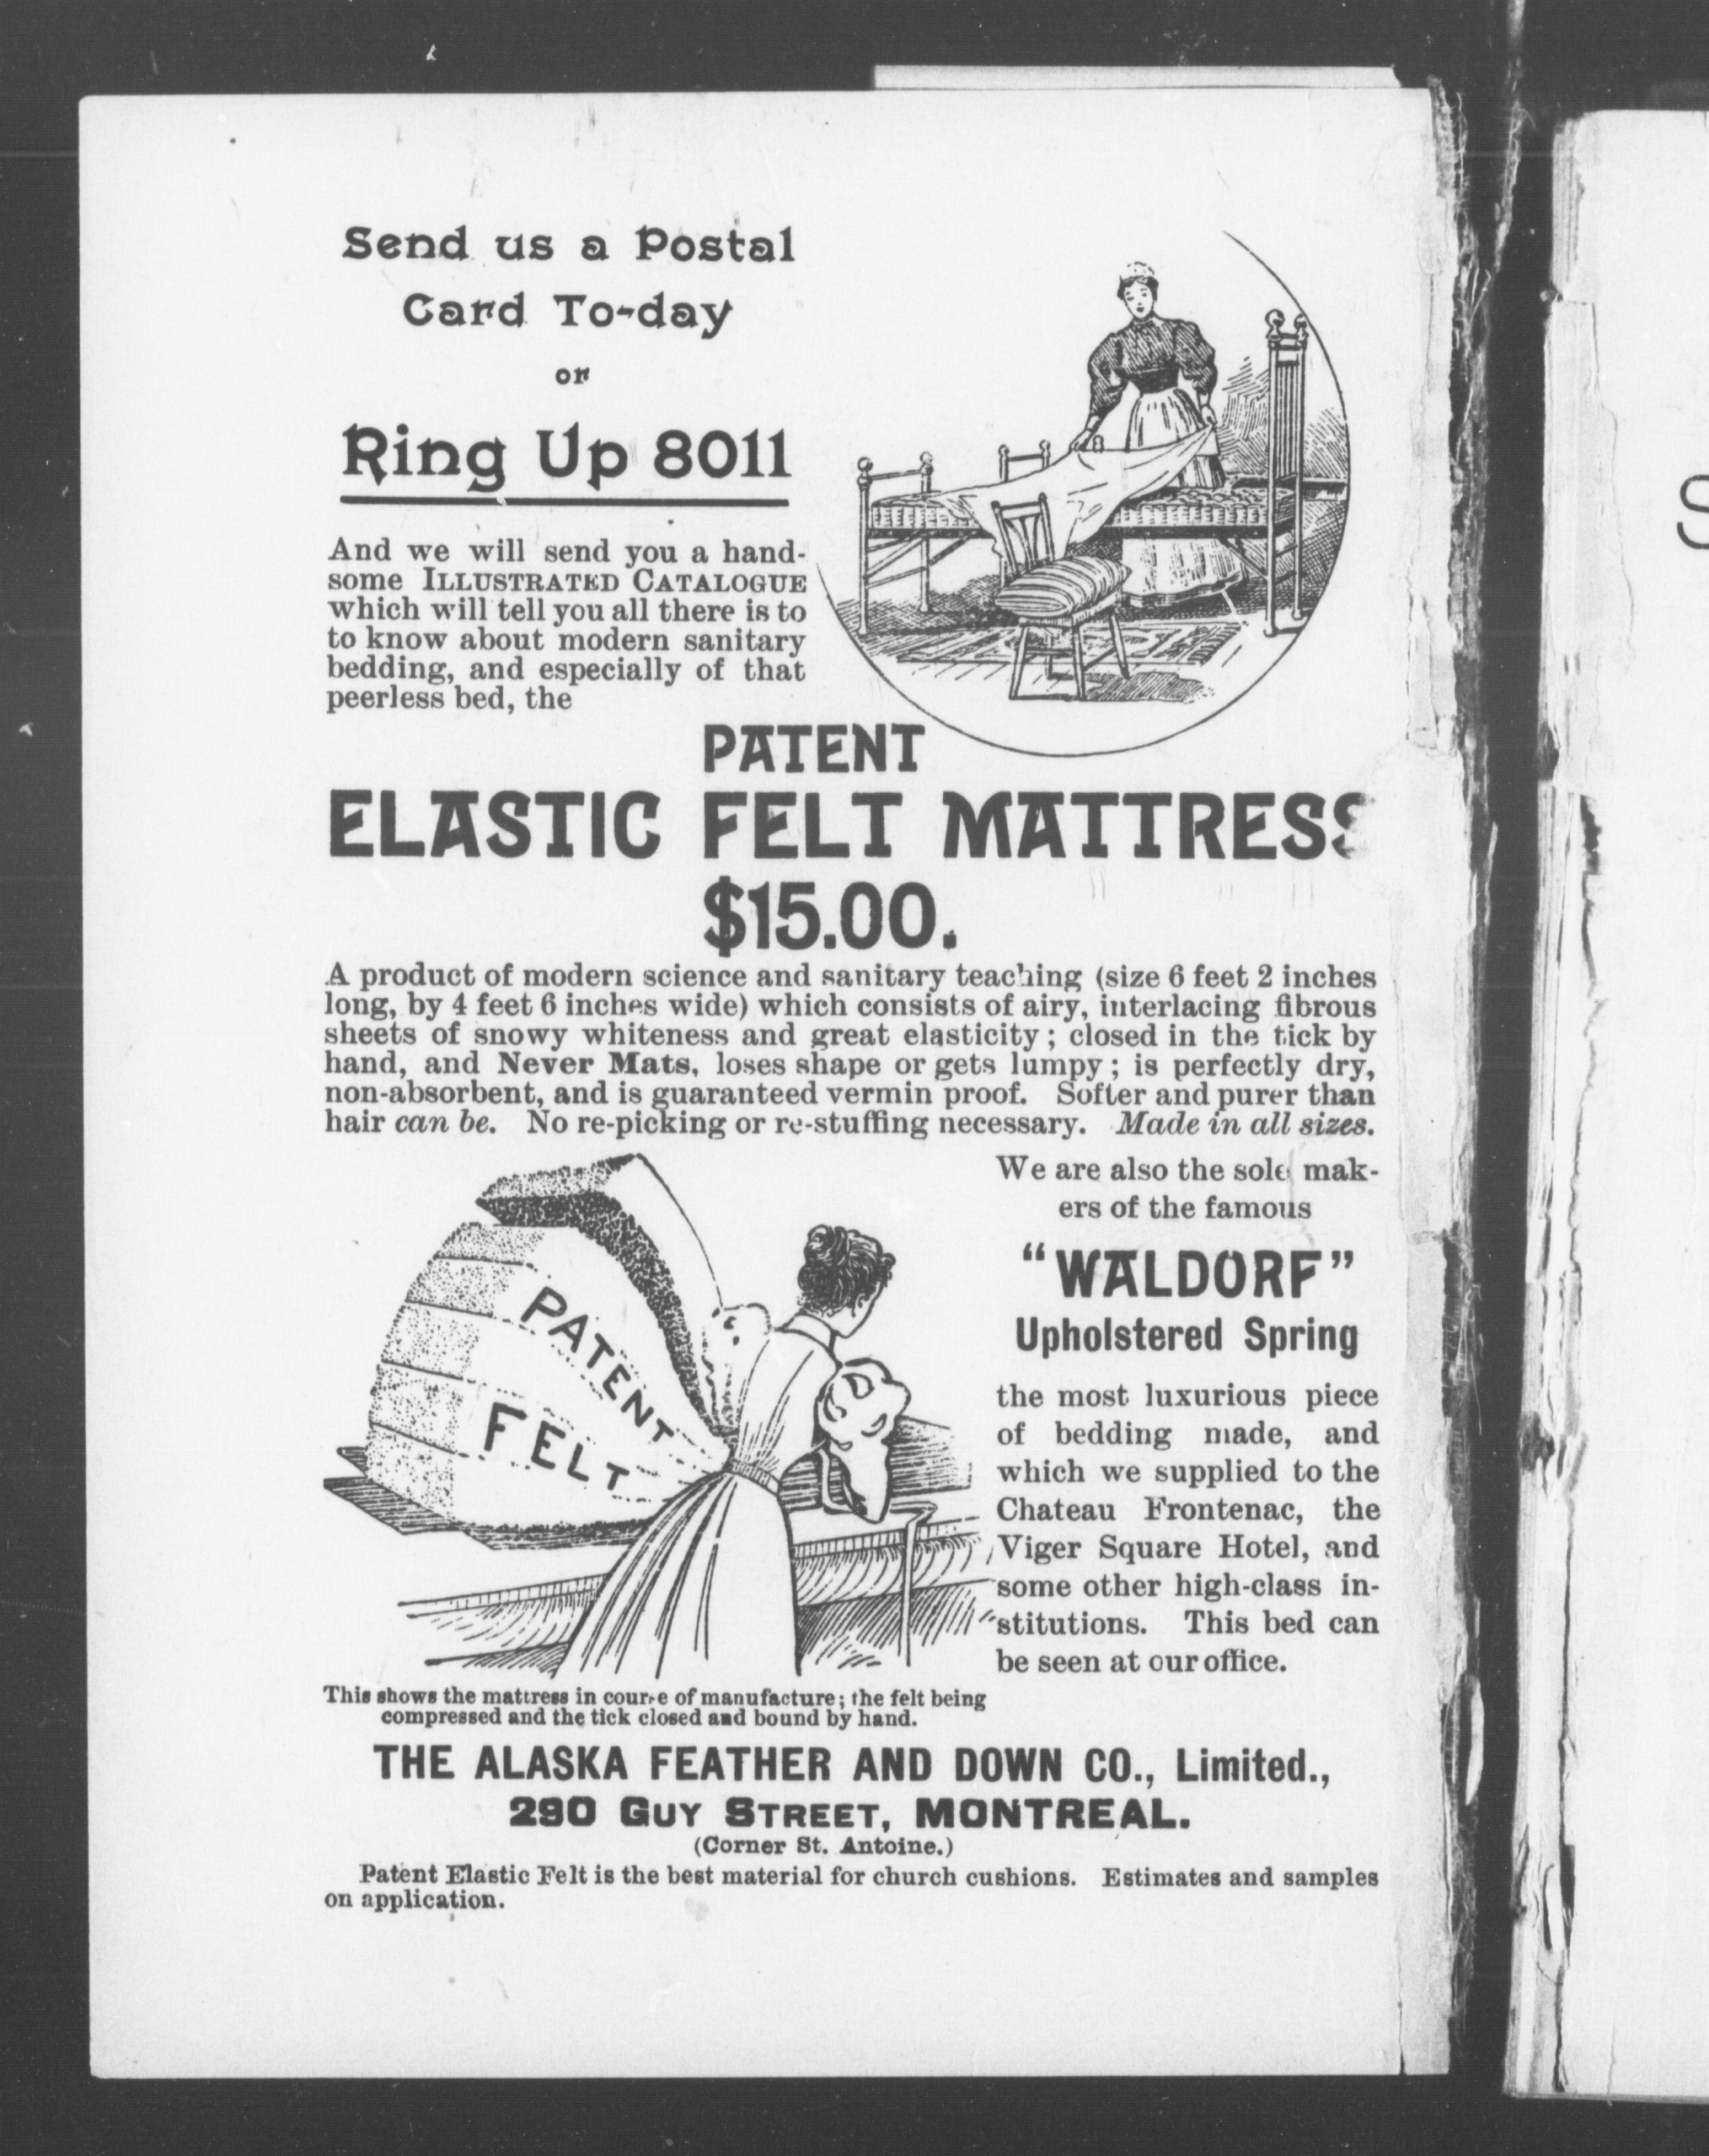 Send us a Postal
Card To-day
or
Ring Up 8011
And we will send you a hand-
some ILLUSTRATED CATALOGUE
which will tell you all there is to
to know about modern sanitary
bedding, and especially of that
peerless bed, the
PATENT
ELASTIC FELT MATTRESS
$15.00.
A product of modern science and sanitary teaching (size 6 feet 2 inches
long, by 4 feet 6 inches wide) which consists of airy, interlacing fibrous
sheets of snowy whiteness and great elasticity; closed in the tick by
hand, and Never Mats, loses shape or gets lumpy; is perfectly dry,
non-absorbent, and is guaranteed vermin proof. Softer and purer than
hair can be. No re-picking or re-stuffing necessary. Made in all sizes.
PATENT
FELT
We are also the sole mak-
ers of the famous
"WALDORF"
Upholstered Spring
the most luxurious piece
of bedding made, and
which we supplied to the
Chateau Frontenac, the
Viger Square Hotel, and
some other high-class in-
stitutions. This bed can
be seen at our office.
This shows the mattress in course of manufacture; the felt being
compressed and the tick closed and bound by hand.
THE ALASKA FEATHER AND DOWN CO., Limited.,
290 GUY STREET, MONTREAL.
(Corner St. Antoine.)
Patent Elastic Felt is the best material for church cushions. Estimates and samples
on application.